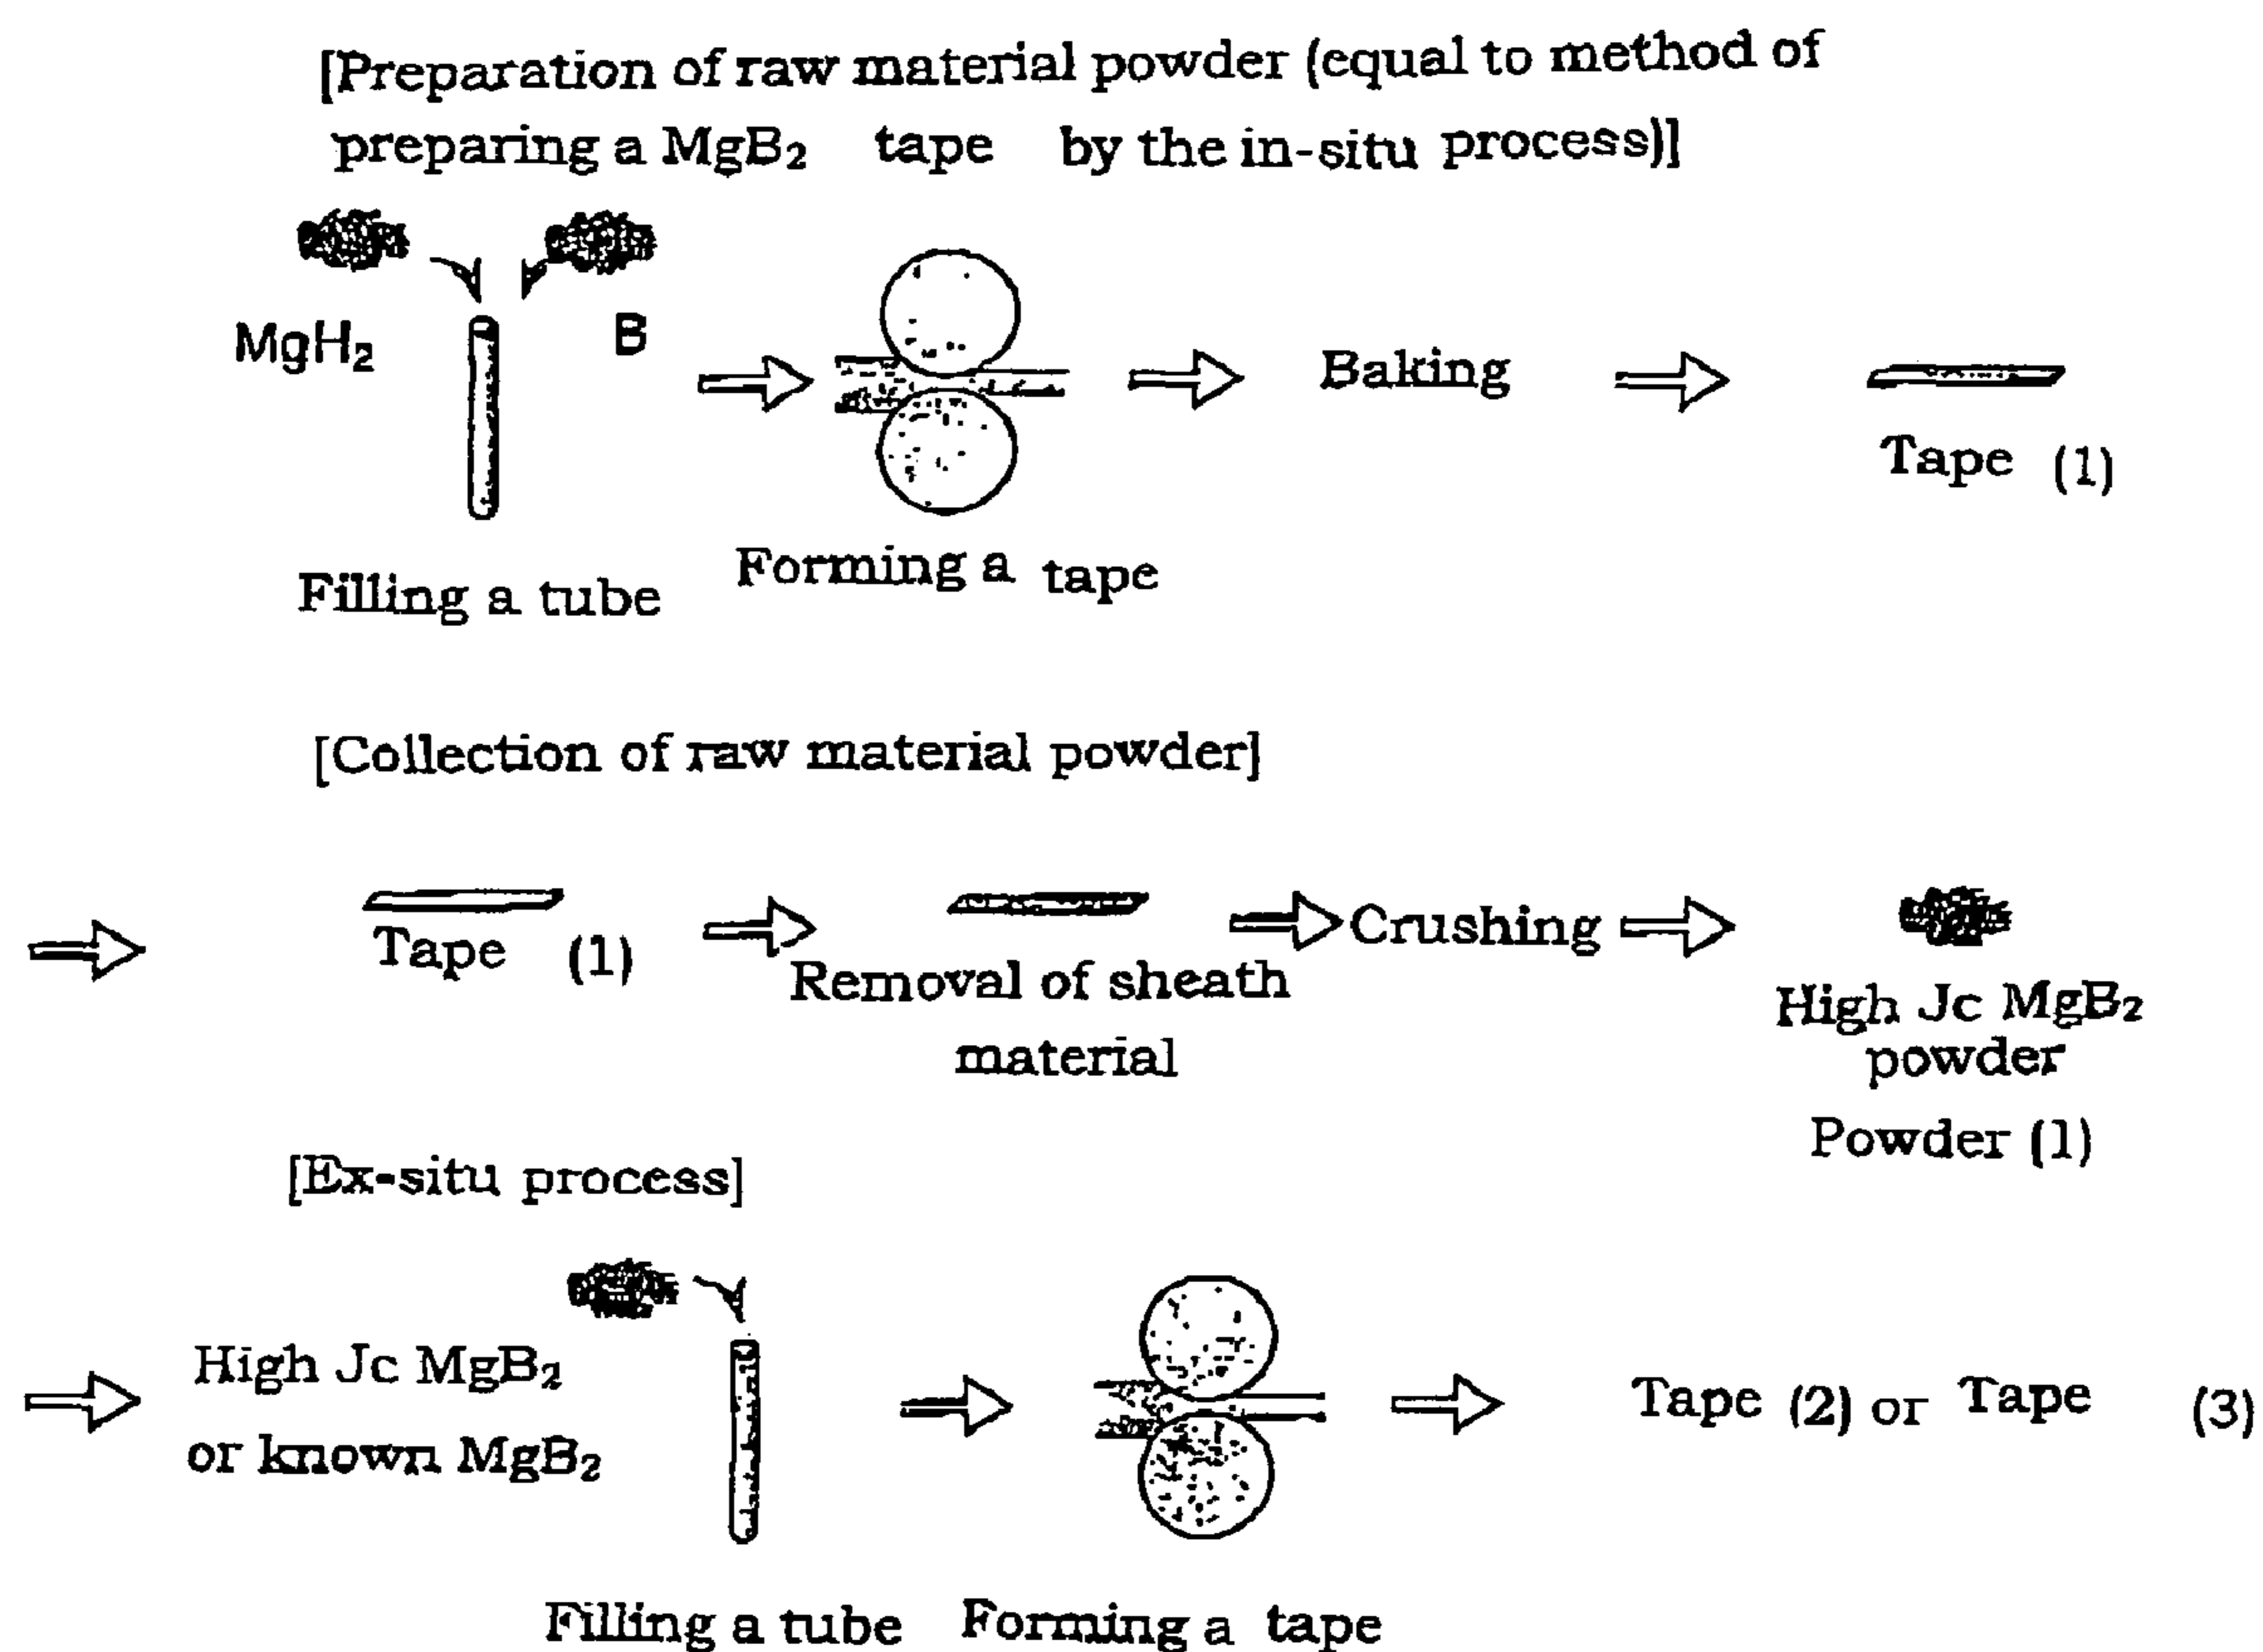 [Preparation of raw material powder (equal to method of
preparing a MgB₂ tape by the in-situ process)]
MgH₂ B
Baking
Tape (1)
Filling a tube Forming a tape
[Collection of raw material powder]
Tape (1)
Removal of sheath
material
Crushing
High Jc MgB₂
powder
Powder (1)
[Ex-situ process]
High Jc MgB₂
or known MgB₂
Tape (2) or Tape (3)
Filling a tube Forming a tape